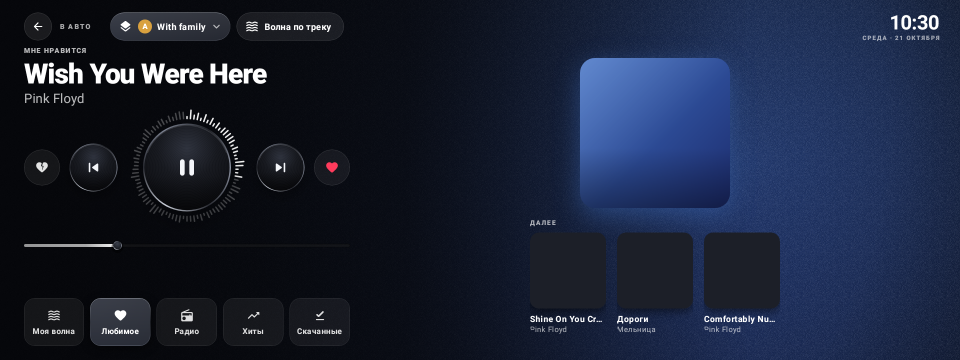 В АВТО
A With family
Волна по треку
10:30
СРЕДА · 21 ОКТЯБРЯ
МНЕ НРАВИТСЯ
Wish You Were Here
Pink Floyd
ДАЛЕЕ
Shine On You Cr...
Pink Floyd
Дороги
Мельница
Comfortably Nu...
Pink Floyd
Моя волна
Любимое
Радио
Хиты
Скачанные